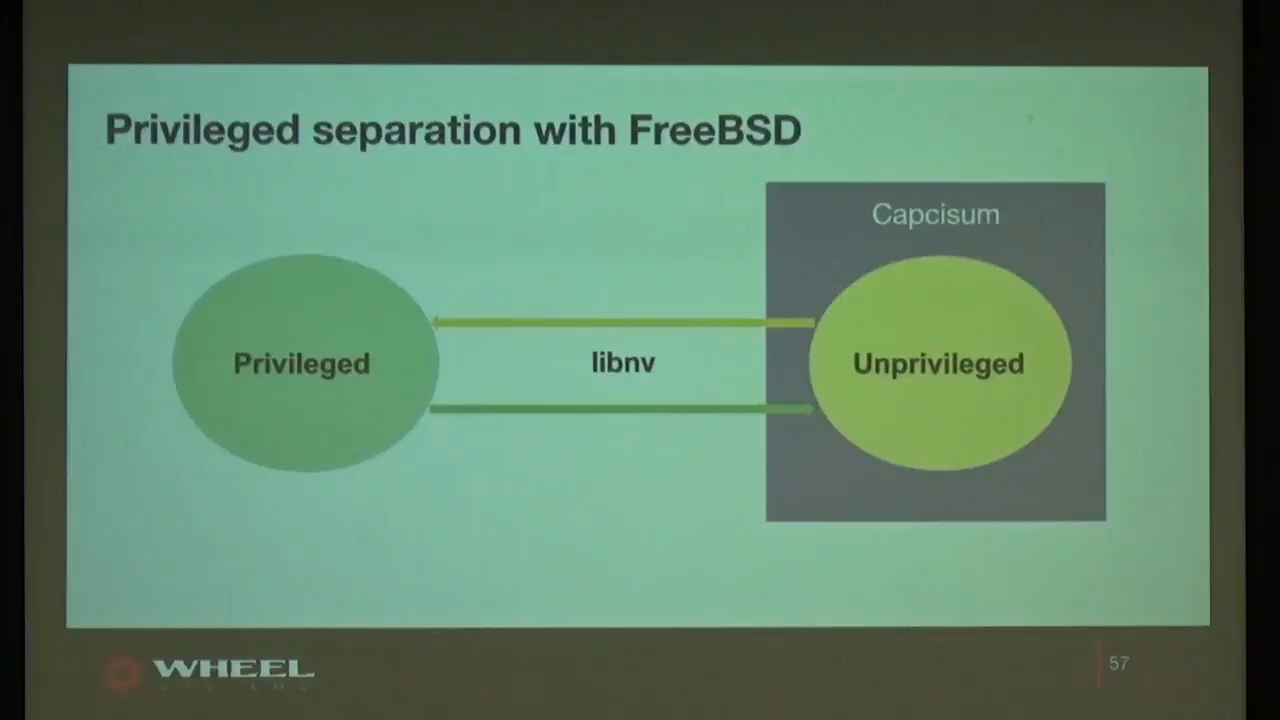 Privileged separation with FreeBSD
Capcisum
Privileged
libnv
Unprivileged
WHEEL
57